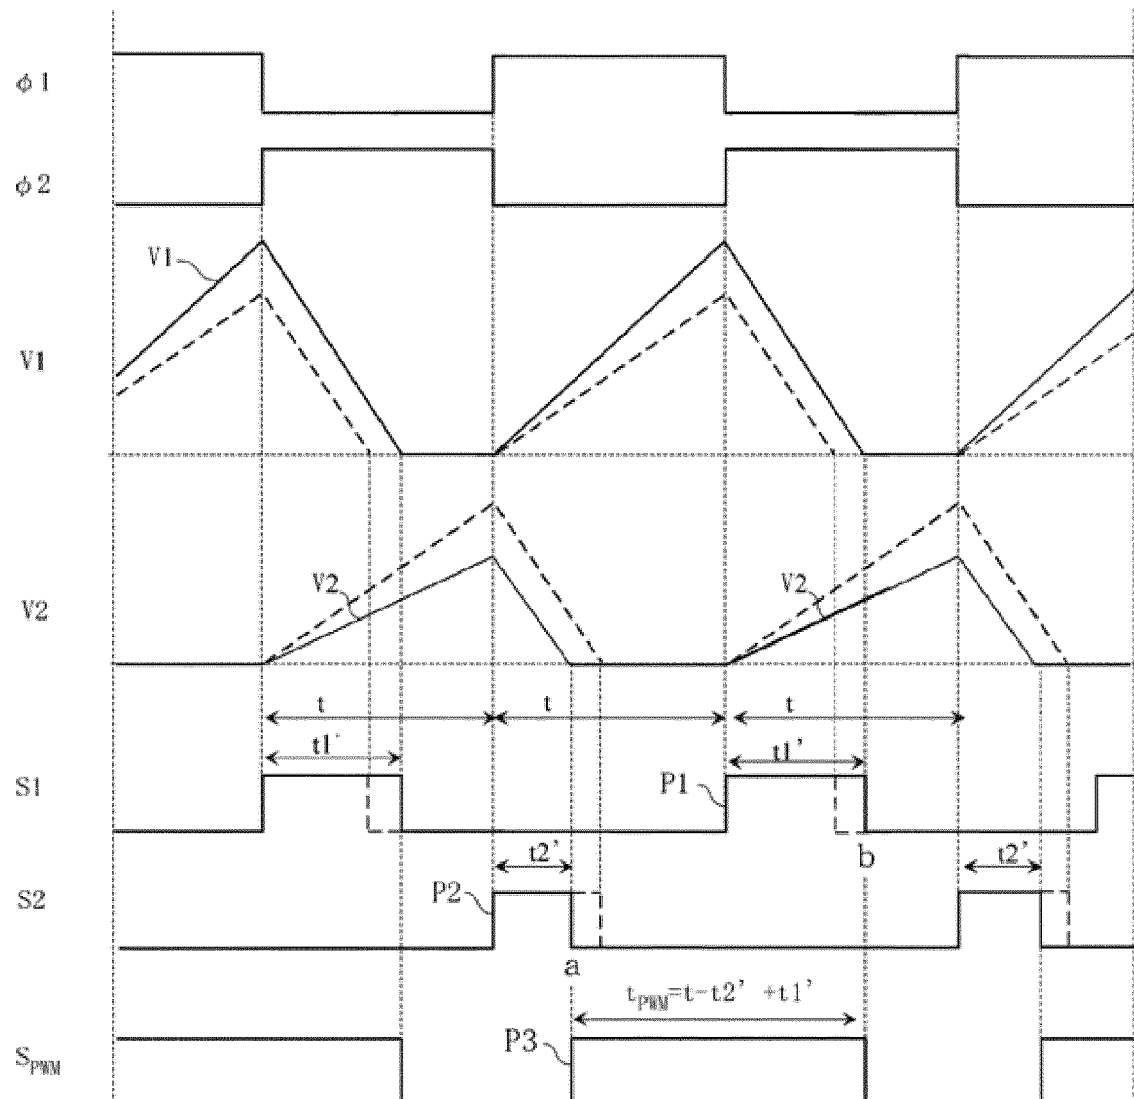 ϕ1
ϕ2
V1
V1
V2
V2
V2
t t t
t1' t1'
S1
P1
b
t2' t2'
S2
P2
a
tPWM=t-t2' +t1'
P3
SPWM